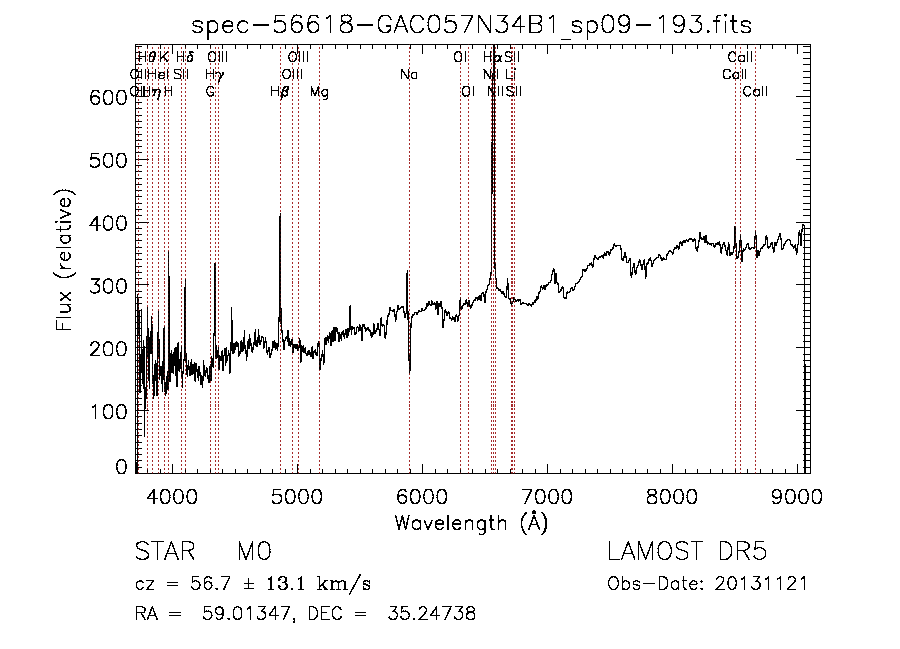 spec-56618-GAC057N34B1_sp09-193.fits
Hθ K Hδ OIII OIII OI Hα SII CaII
HeI SII Hγ OIII Na NII Li CaII
Hη H G Hβ Mg OI NII SII CaII
600
500
400
300
200
100
0
Flux (relative)
4000 5000 6000 7000 8000 9000
Wavelength (Å)
STAR M0 LAMOST DR5
cz = 56.7 ± 13.1 km/s Obs-Date: 20131121
RA = 59.01347, DEC = 35.24738